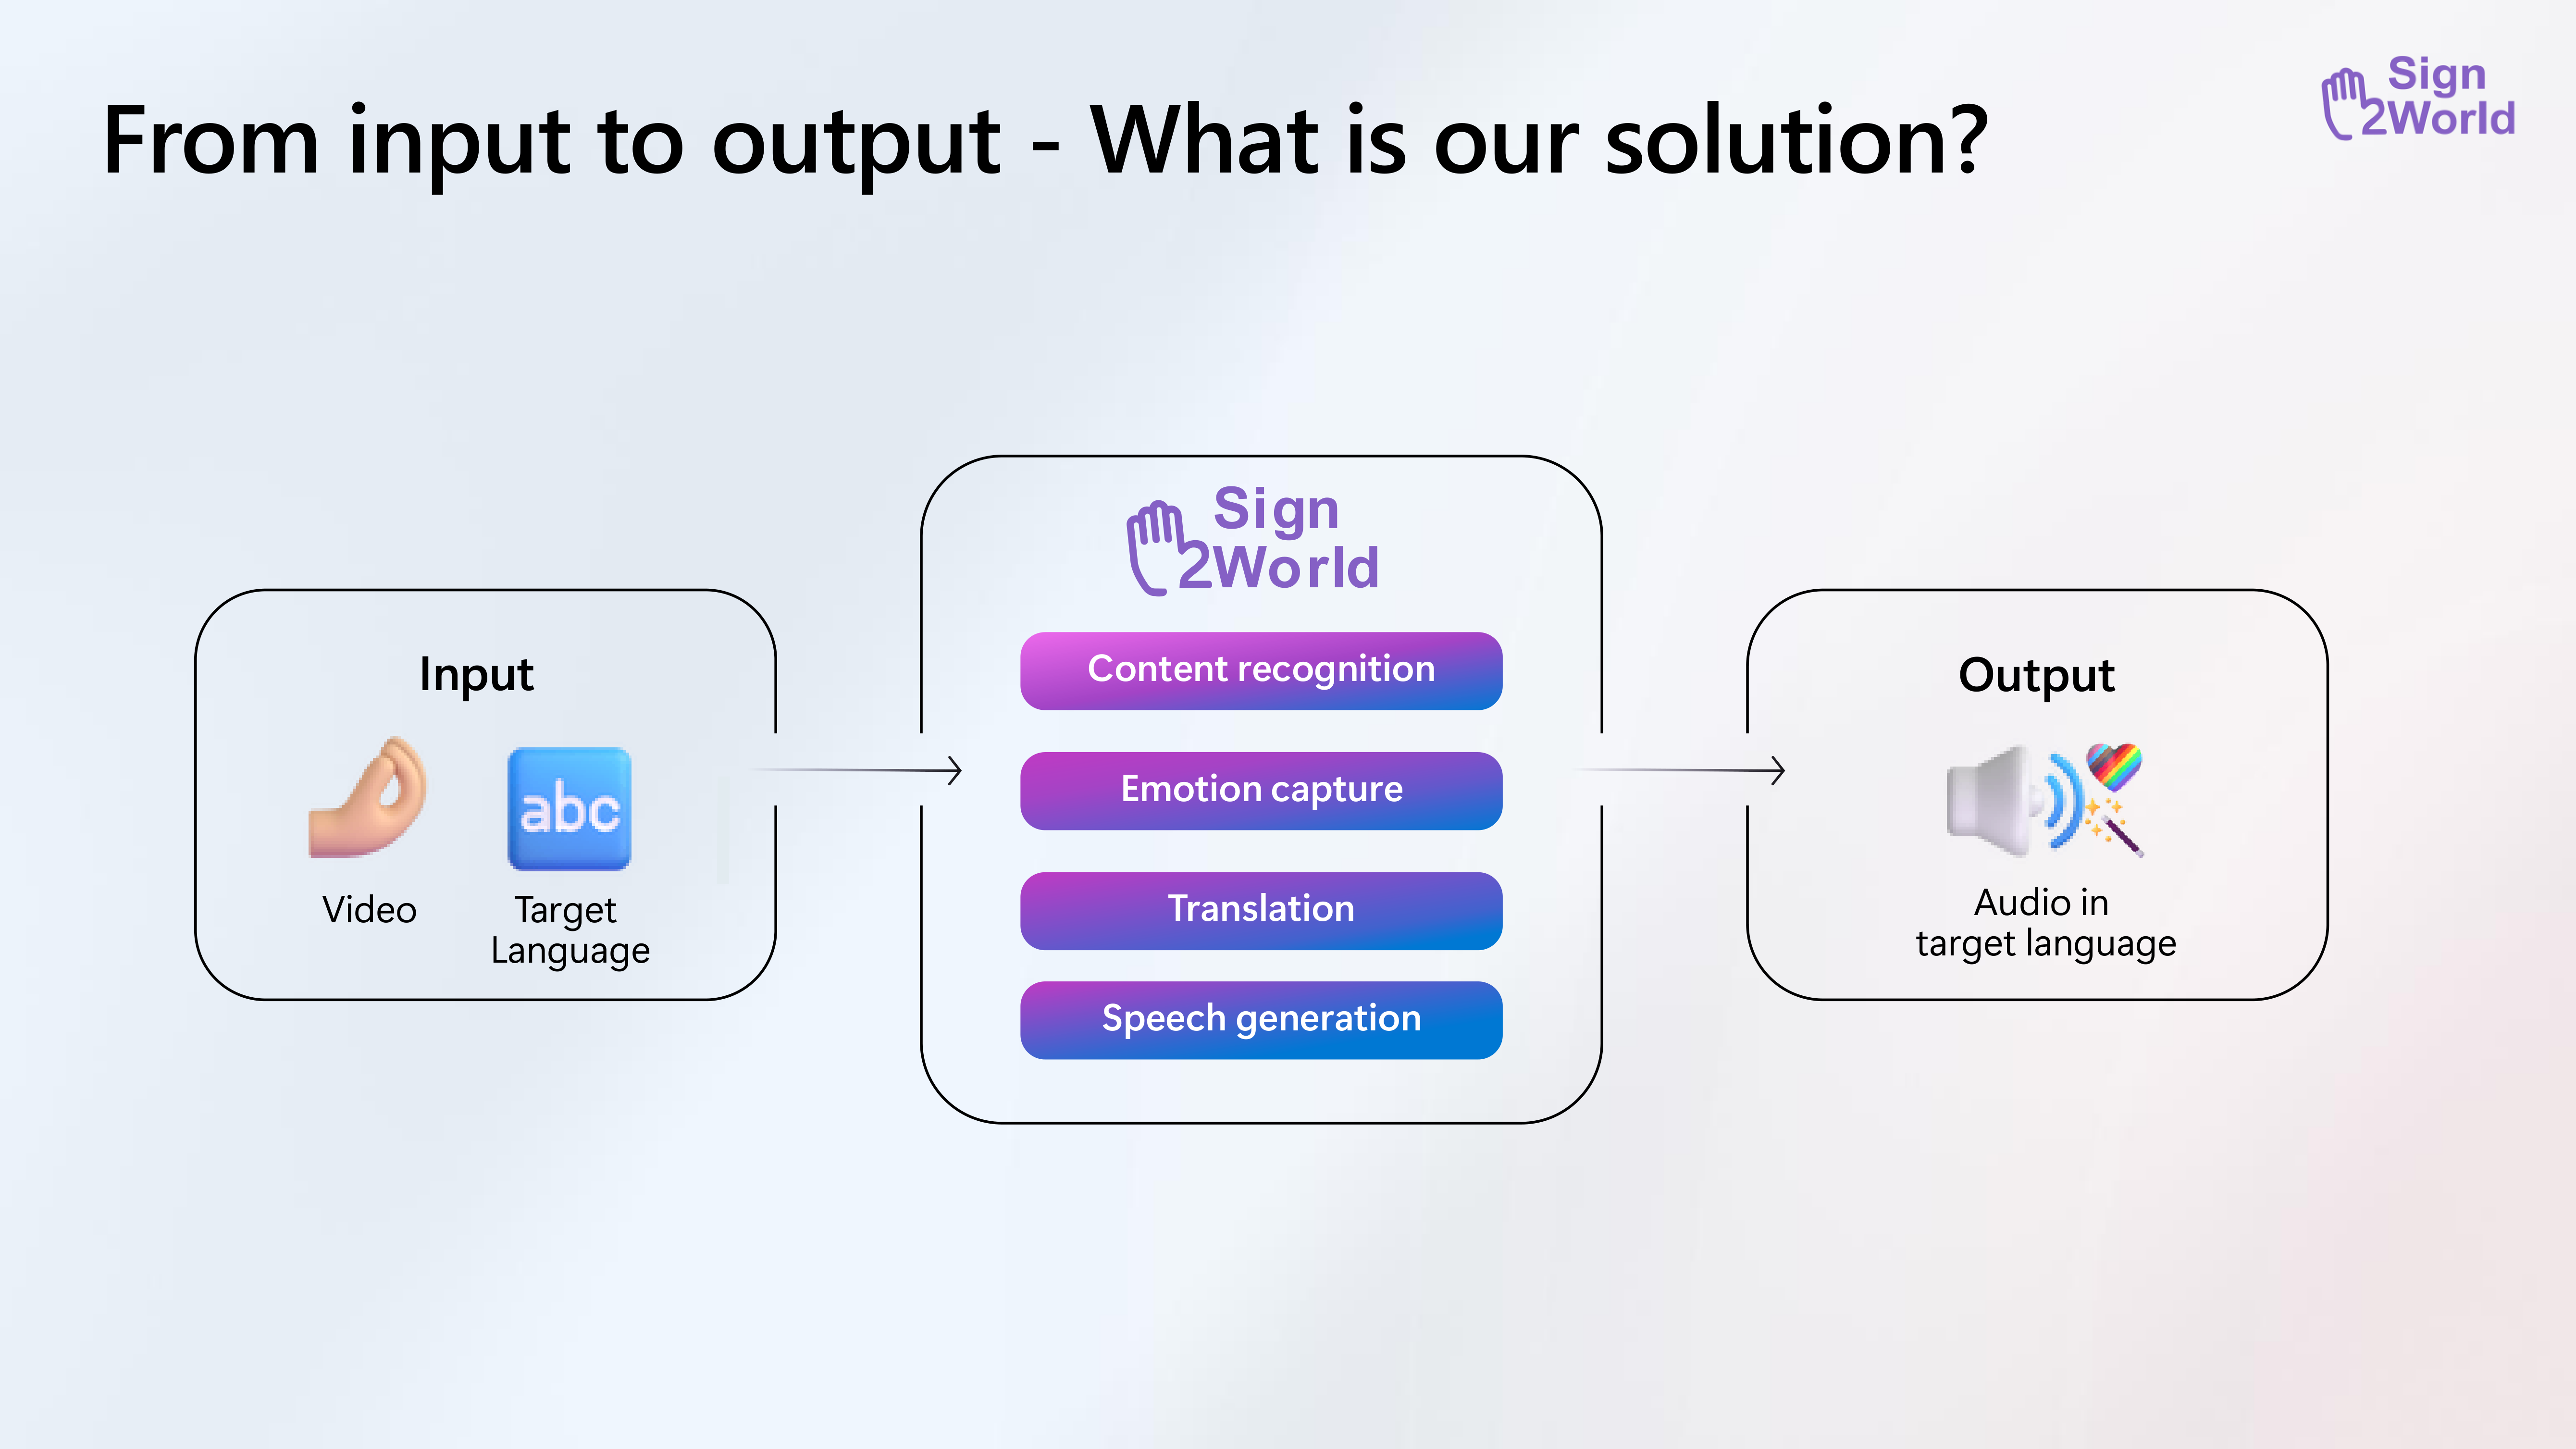 From input to output - What is our solution?
Sign
2World
Input
abc
Video
Target
Language
Sign
2World
Content recognition
Emotion capture
Translation
Speech generation
Output
Audio in
target language